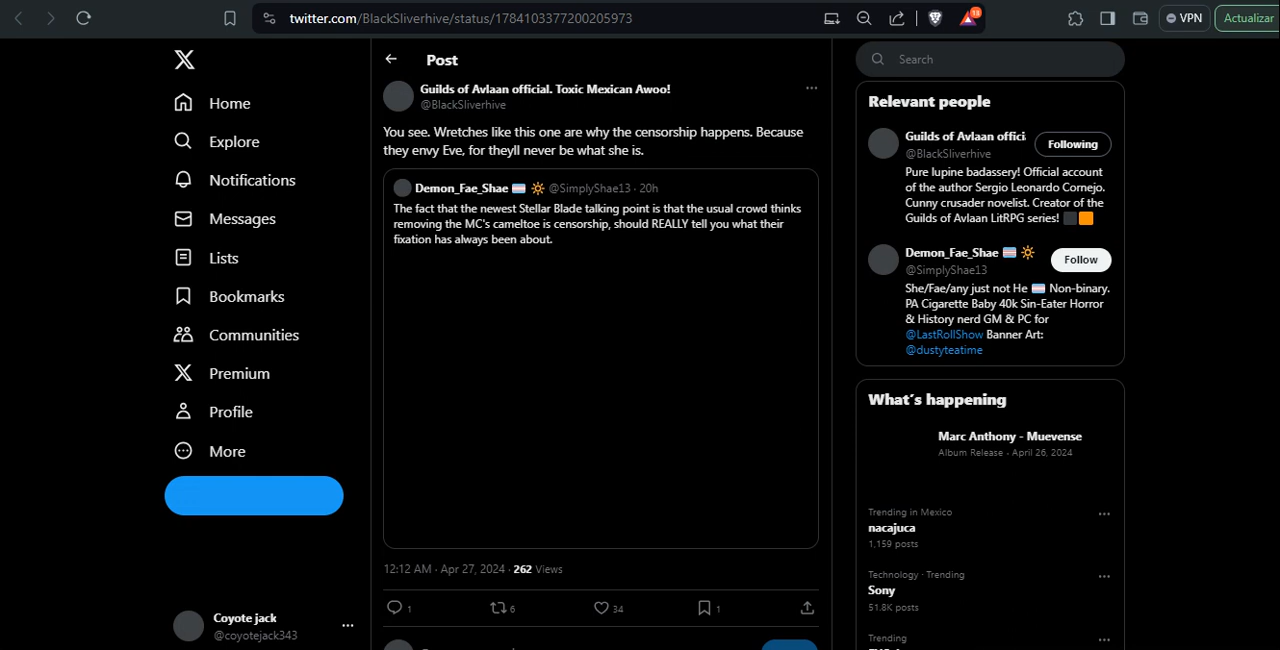 twitter.com/BlackSliverhive/status/1784103377200205973
13
VPN
Actualizar
Home
Explore
Notifications
Messages
Lists
Bookmarks
Communities
Premium
Profile
More
Coyote jack
@coyotejack343
Post
Guilds of Avlaan official. Toxic Mexican Awoo!
@BlackSliverhive
You see. Wretches like this one are why the censorship happens. Because
they envy Eve, for theyll never be what she is.
Demon_Fae_Shae @SimplyShae13 · 20h
The fact that the newest Stellar Blade talking point is that the usual crowd thinks
removing the MC's cameltoe is censorship, should REALLY tell you what their
fixation has always been about.
12:12 AM · Apr 27, 2024 · 262 Views
1 6 34 1
Search
Relevant people
Guilds of Avlaan offici
Following
@BlackSliverhive
Pure lupine badassery! Official account
of the author Sergio Leonardo Cornejo.
Cunny crusader novelist. Creator of the
Guilds of Avlaan LitRPG series!
Demon_Fae_Shae
Follow
@SimplyShae13
She/Fae/any just not He Non-binary.
PA Cigarette Baby 40k Sin-Eater Horror
& History nerd GM & PC for
@LastRollShow Banner Art:
@dustyteatime
What´s happening
Marc Anthony - Muevense
Album Release - April 26, 2024
Trending in Mexico
nacajuca
1,159 posts
Technology · Trending
Sony
51.8K posts
Trending